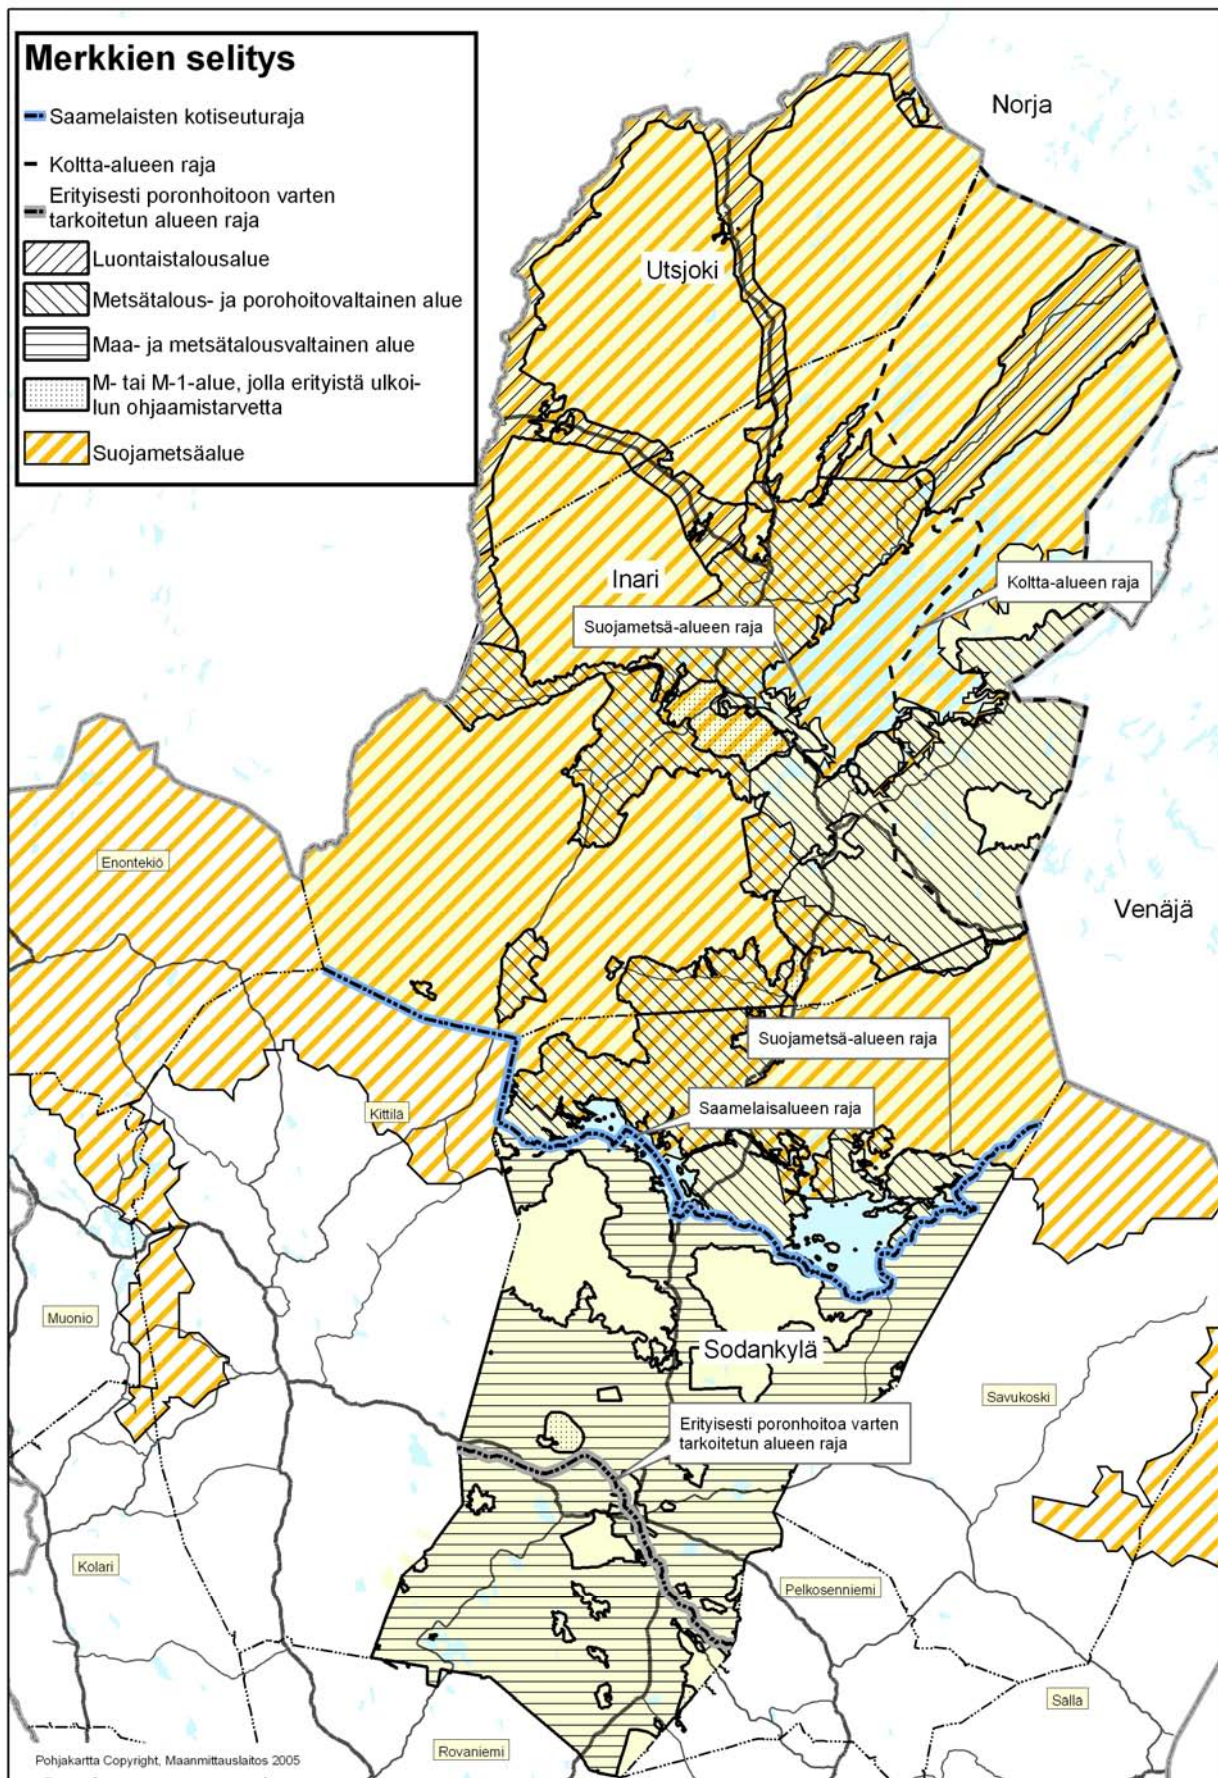 Merkkien selitys
Saamelaisten kotiseuturaja
Koltta-alueen raja
Erityisesti poronhoitoon varten
tarkoitetun alueen raja
Luontaistalousalue
Metsätalous- ja porohoitovaltainen alue
Maa- ja metsätalousvaltainen alue
M- tai M-1-alue, jolla erityistä ulkoi-
lun ohjaamistarvetta
Suojametsäalue
Norja
Utsjoki
Inari
Koltta-alueen raja
Suojametsä-alueen raja
Enontekiö
Venäjä
Suojametsä-alueen raja
Saamelaisalueen raja
Kittilä
Muonio
Sodankylä
Savukoski
Erityisesti poronhoitoa varten
tarkoitetun alueen raja
Kolari
Pelkosenniemi
Salla
Rovaniemi
Pohjakartta Copyright, Maanmittauslaitos 2005